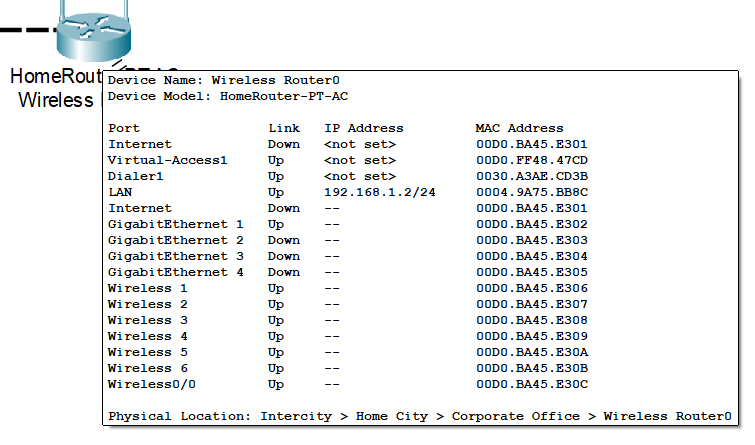 HomeRout
Wireless
Device Name: Wireless Router0
Device Model: HomeRouter-PT-AC
Port Link IP Address MAC Address
Internet Down <not set> 00D0.BA45.E301
Virtual-Access1 Up <not set> 00D0.FF48.47CD
Dialer1 Up <not set> 0030.A3AE.CD3B
LAN Up 192.168.1.2/24 0004.9A75.BB8C
Internet Down -- 00D0.BA45.E301
GigabitEthernet 1 Up -- 00D0.BA45.E302
GigabitEthernet 2 Down -- 00D0.BA45.E303
GigabitEthernet 3 Down -- 00D0.BA45.E304
GigabitEthernet 4 Down -- 00D0.BA45.E305
Wireless 1 Up -- 00D0.BA45.E306
Wireless 2 Up -- 00D0.BA45.E307
Wireless 3 Up -- 00D0.BA45.E308
Wireless 4 Up -- 00D0.BA45.E309
Wireless 5 Up -- 00D0.BA45.E30A
Wireless 6 Up -- 00D0.BA45.E30B
Wireless0/0 Up -- 00D0.BA45.E30C
Physical Location: Intercity > Home City > Corporate Office > Wireless Router0